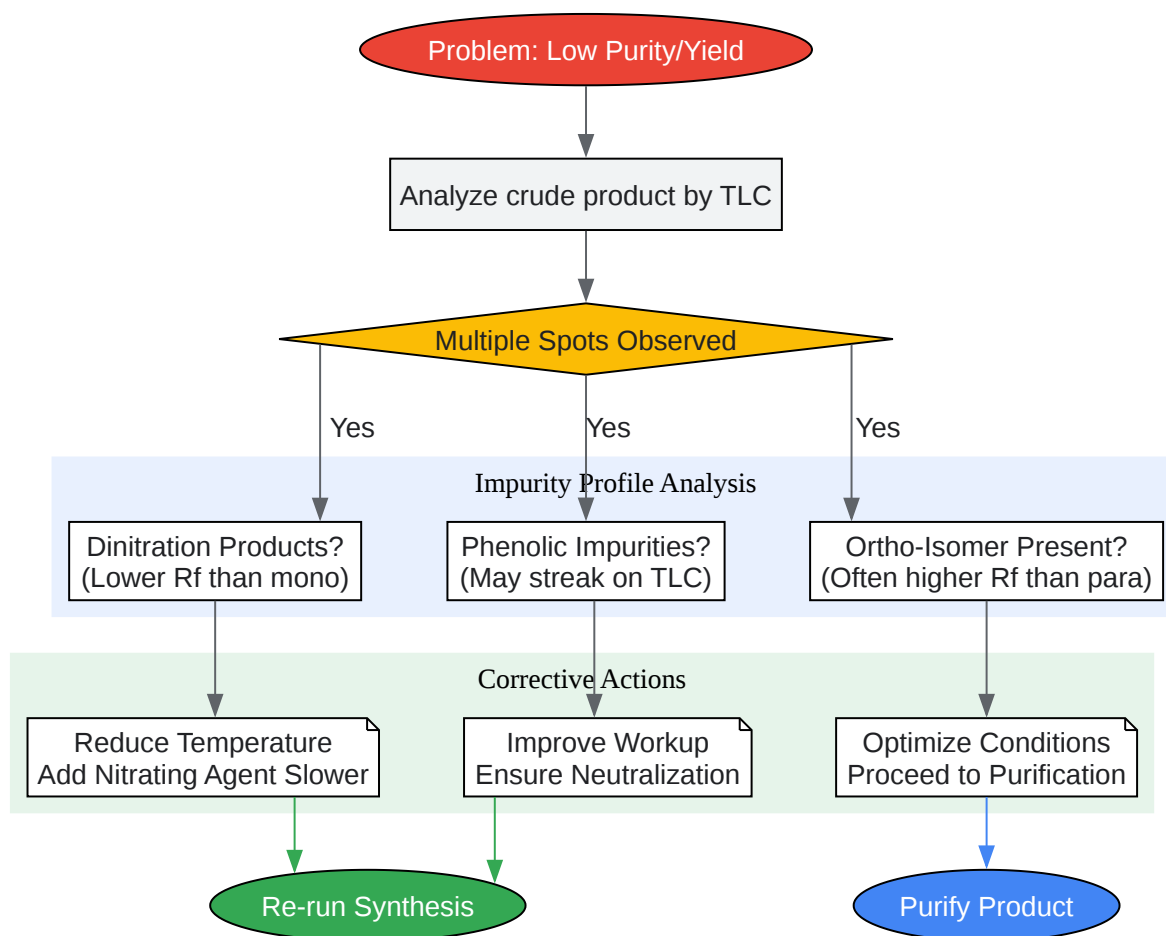 Problem: Low Purity/Yield
Analyze crude product by TLC
Multiple Spots Observed
Yes
Yes
Yes
Impurity Profile Analysis
Dinitration Products?
(Lower Rf than mono)
Phenolic Impurities?
(May streak on TLC)
Ortho-Isomer Present?
(Often higher Rf than para)
Corrective Actions
Reduce Temperature
Add Nitrating Agent Slower
Improve Workup
Ensure Neutralization
Optimize Conditions
Proceed to Purification
Re-run Synthesis
Purify Product